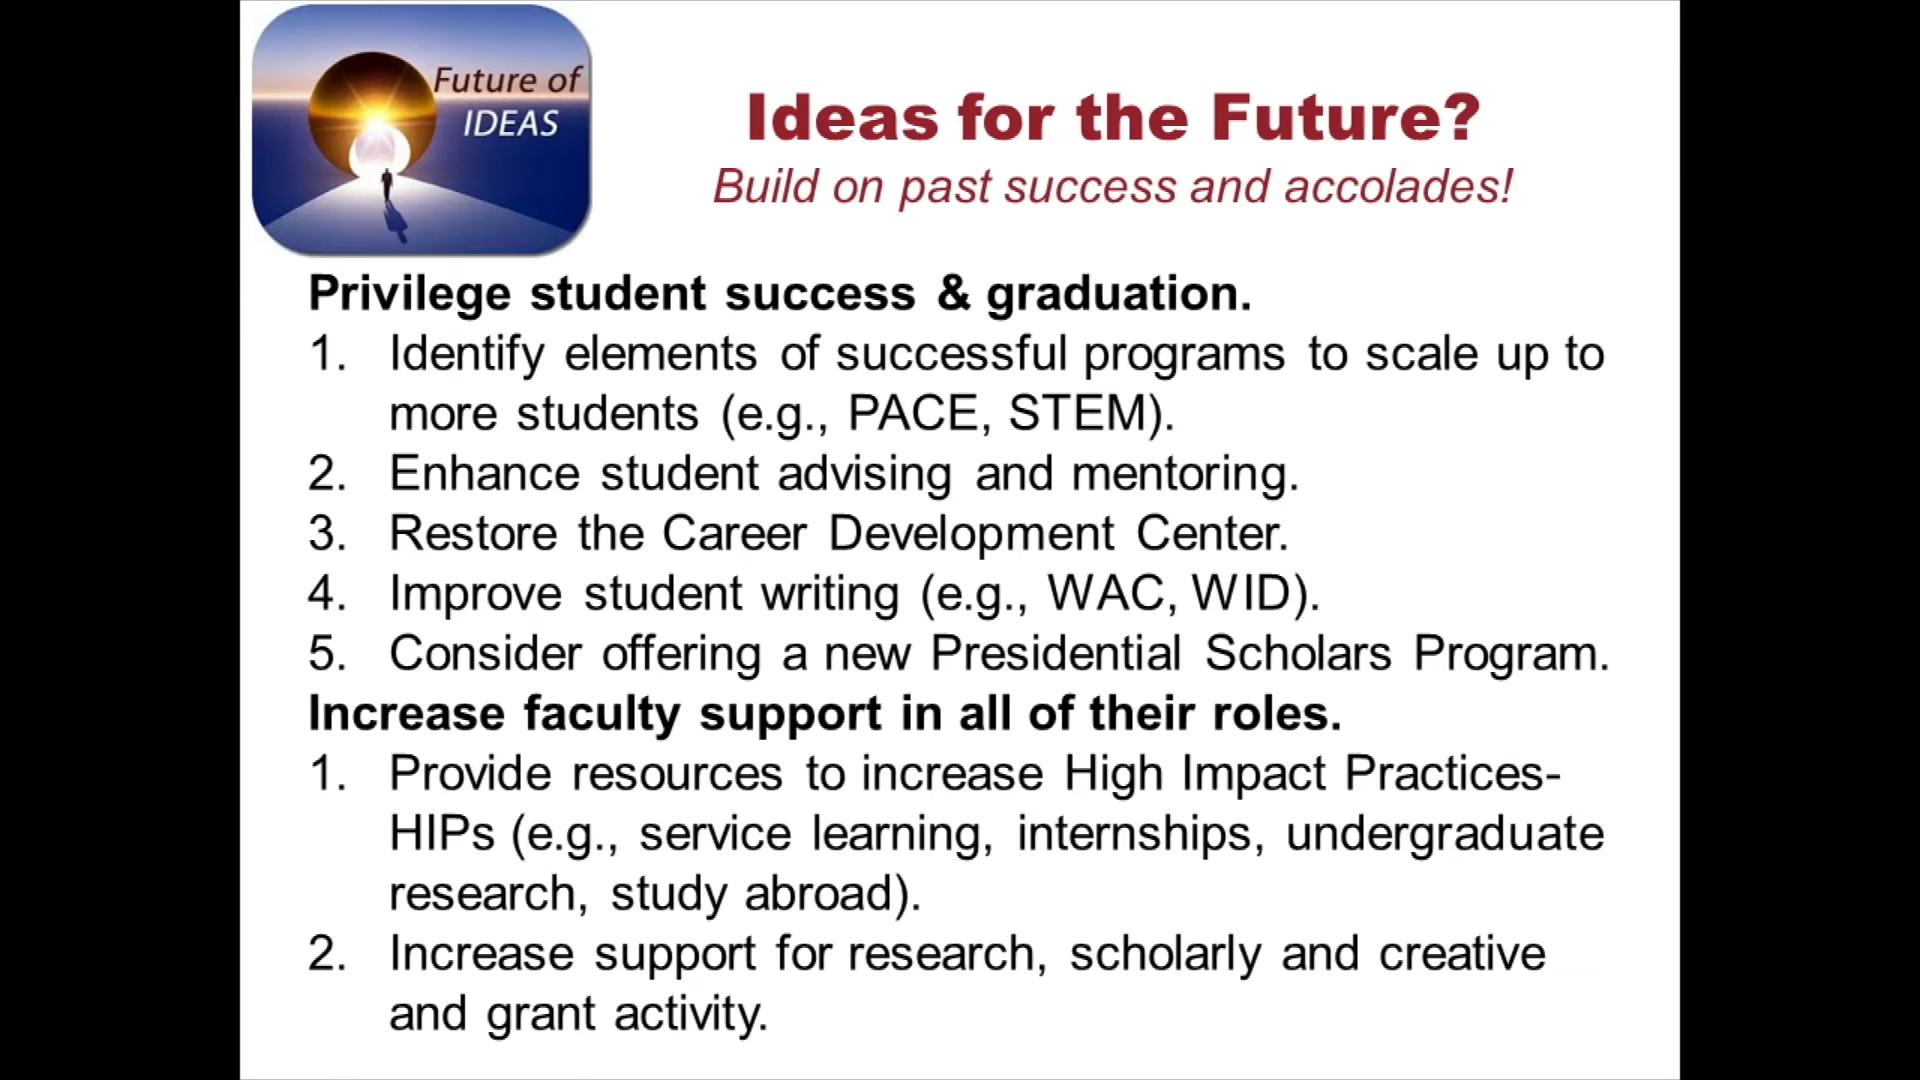 Future of
IDEAS
Ideas for the Future?
Build on past success and accolades!
Privilege student success & graduation.
1. Identify elements of successful programs to scale up to
more students (e.g., PACE, STEM).
2. Enhance student advising and mentoring.
3. Restore the Career Development Center.
4. Improve student writing (e.g., WAC, WID).
5. Consider offering a new Presidential Scholars Program.
Increase faculty support in all of their roles.
1. Provide resources to increase High Impact Practices-
HIPs (e.g., service learning, internships, undergraduate
research, study abroad).
2. Increase support for research, scholarly and creative
and grant activity.